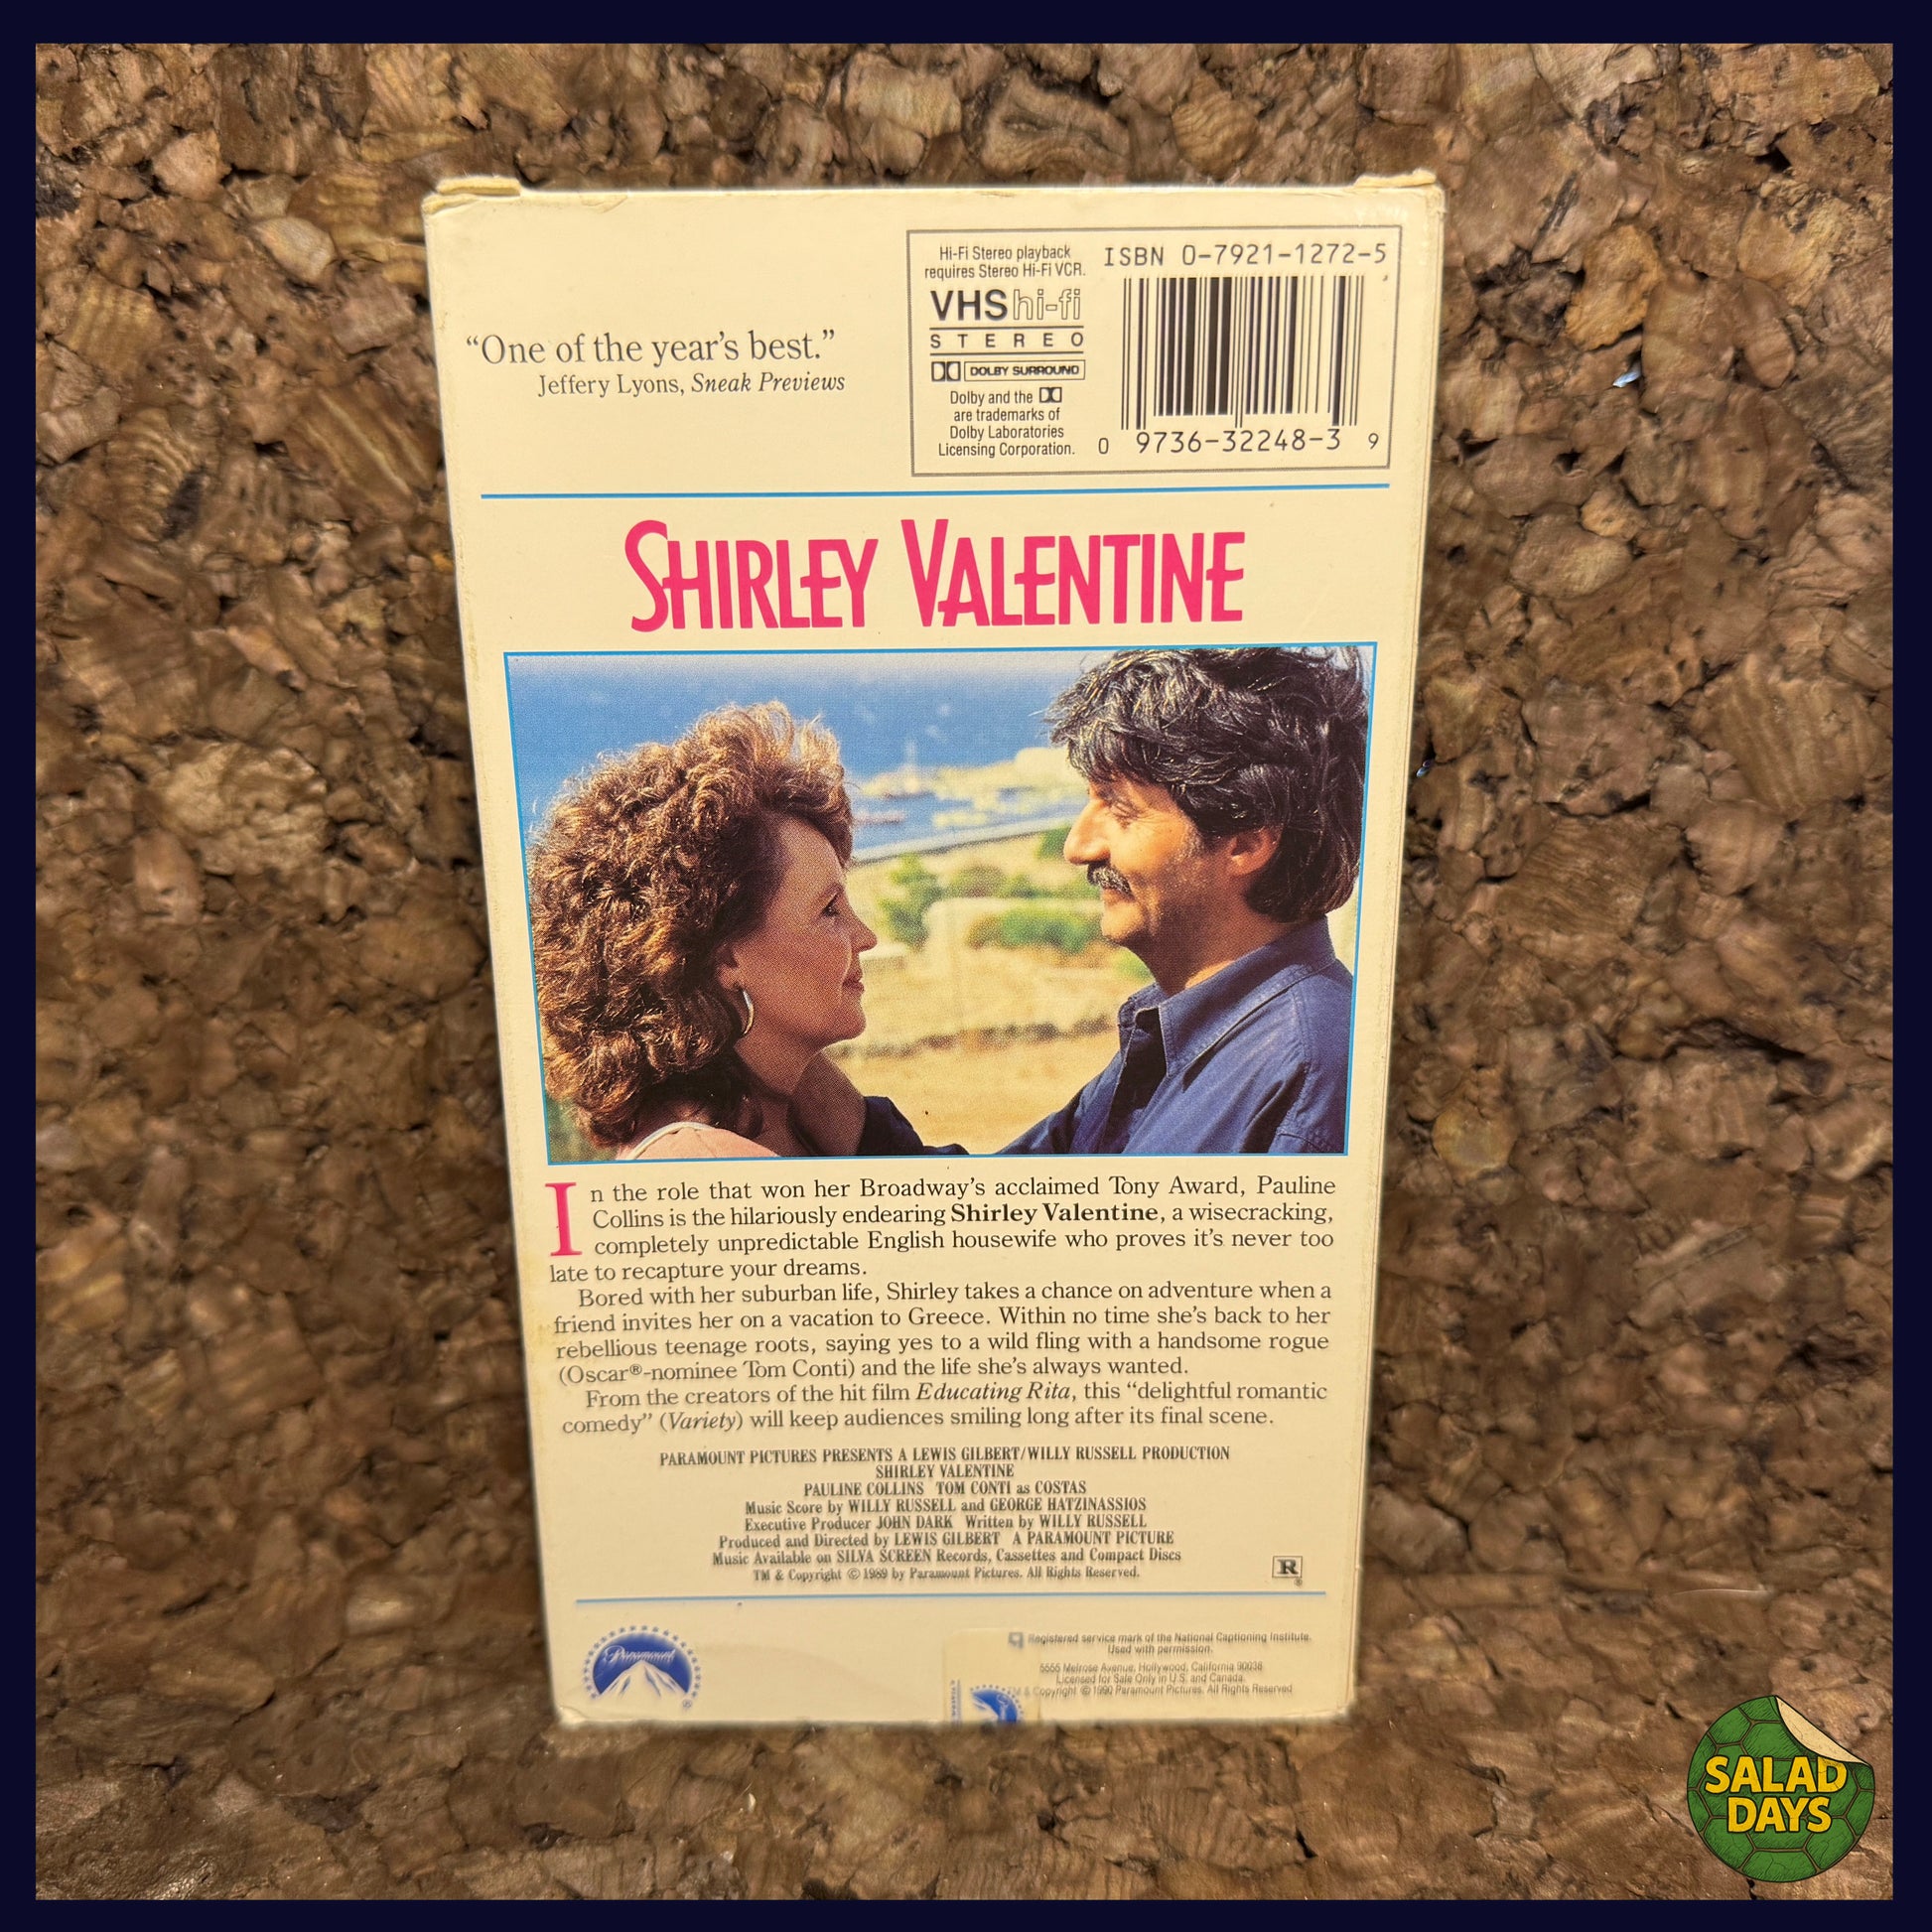 Hi-Fi Stereo playback
requires Stereo Hi-Fi VCR.
VHS hi-fi
STEREO
DOLBY SURROUND
Dolby and the
are trademarks of
Dolby Laboratories
Licensing Corporation.
ISBN 0-7921-1272-5
0 9736-32248-3 9
“One of the year’s best.”
Jeffery Lyons, Sneak Previews
SHIRLEY VALENTINE
In the role that won her Broadway’s acclaimed Tony Award, Pauline
Collins is the hilariously endearing Shirley Valentine, a wisecracking,
completely unpredictable English housewife who proves it’s never too
late to recapture your dreams.
Bored with her suburban life, Shirley takes a chance on adventure when a
friend invites her on a vacation to Greece. Within no time she’s back to her
rebellious teenage roots, saying yes to a wild fling with a handsome rogue
(Oscar®-nominee Tom Conti) and the life she’s always wanted.
From the creators of the hit film Educating Rita, this “delightful romantic
comedy” (Variety) will keep audiences smiling long after its final scene.
PARAMOUNT PICTURES PRESENTS A LEWIS GILBERT/WILLY RUSSELL PRODUCTION
SHIRLEY VALENTINE
PAULINE COLLINS TOM CONTI as COSTAS
Music Score by WILLY RUSSELL and GEORGE HATZINASSIOS
Executive Producer JOHN DARK Written by WILLY RUSSELL
Produced and Directed by LEWIS GILBERT A PARAMOUNT PICTURE
Music Available on SILVA SCREEN Records, Cassettes and Compact Discs
TM & Copyright © 1989 by Paramount Pictures. All Rights Reserved.
R
Paramount
®
Registered service mark of the National Captioning Institute.
Used with permission.
5555 Melrose Avenue, Hollywood, California 90038
Licensed for Sale Only in U.S. and Canada.
& Copyright © 1990 Paramount Pictures. All Rights Reserved
SALAD
DAYS